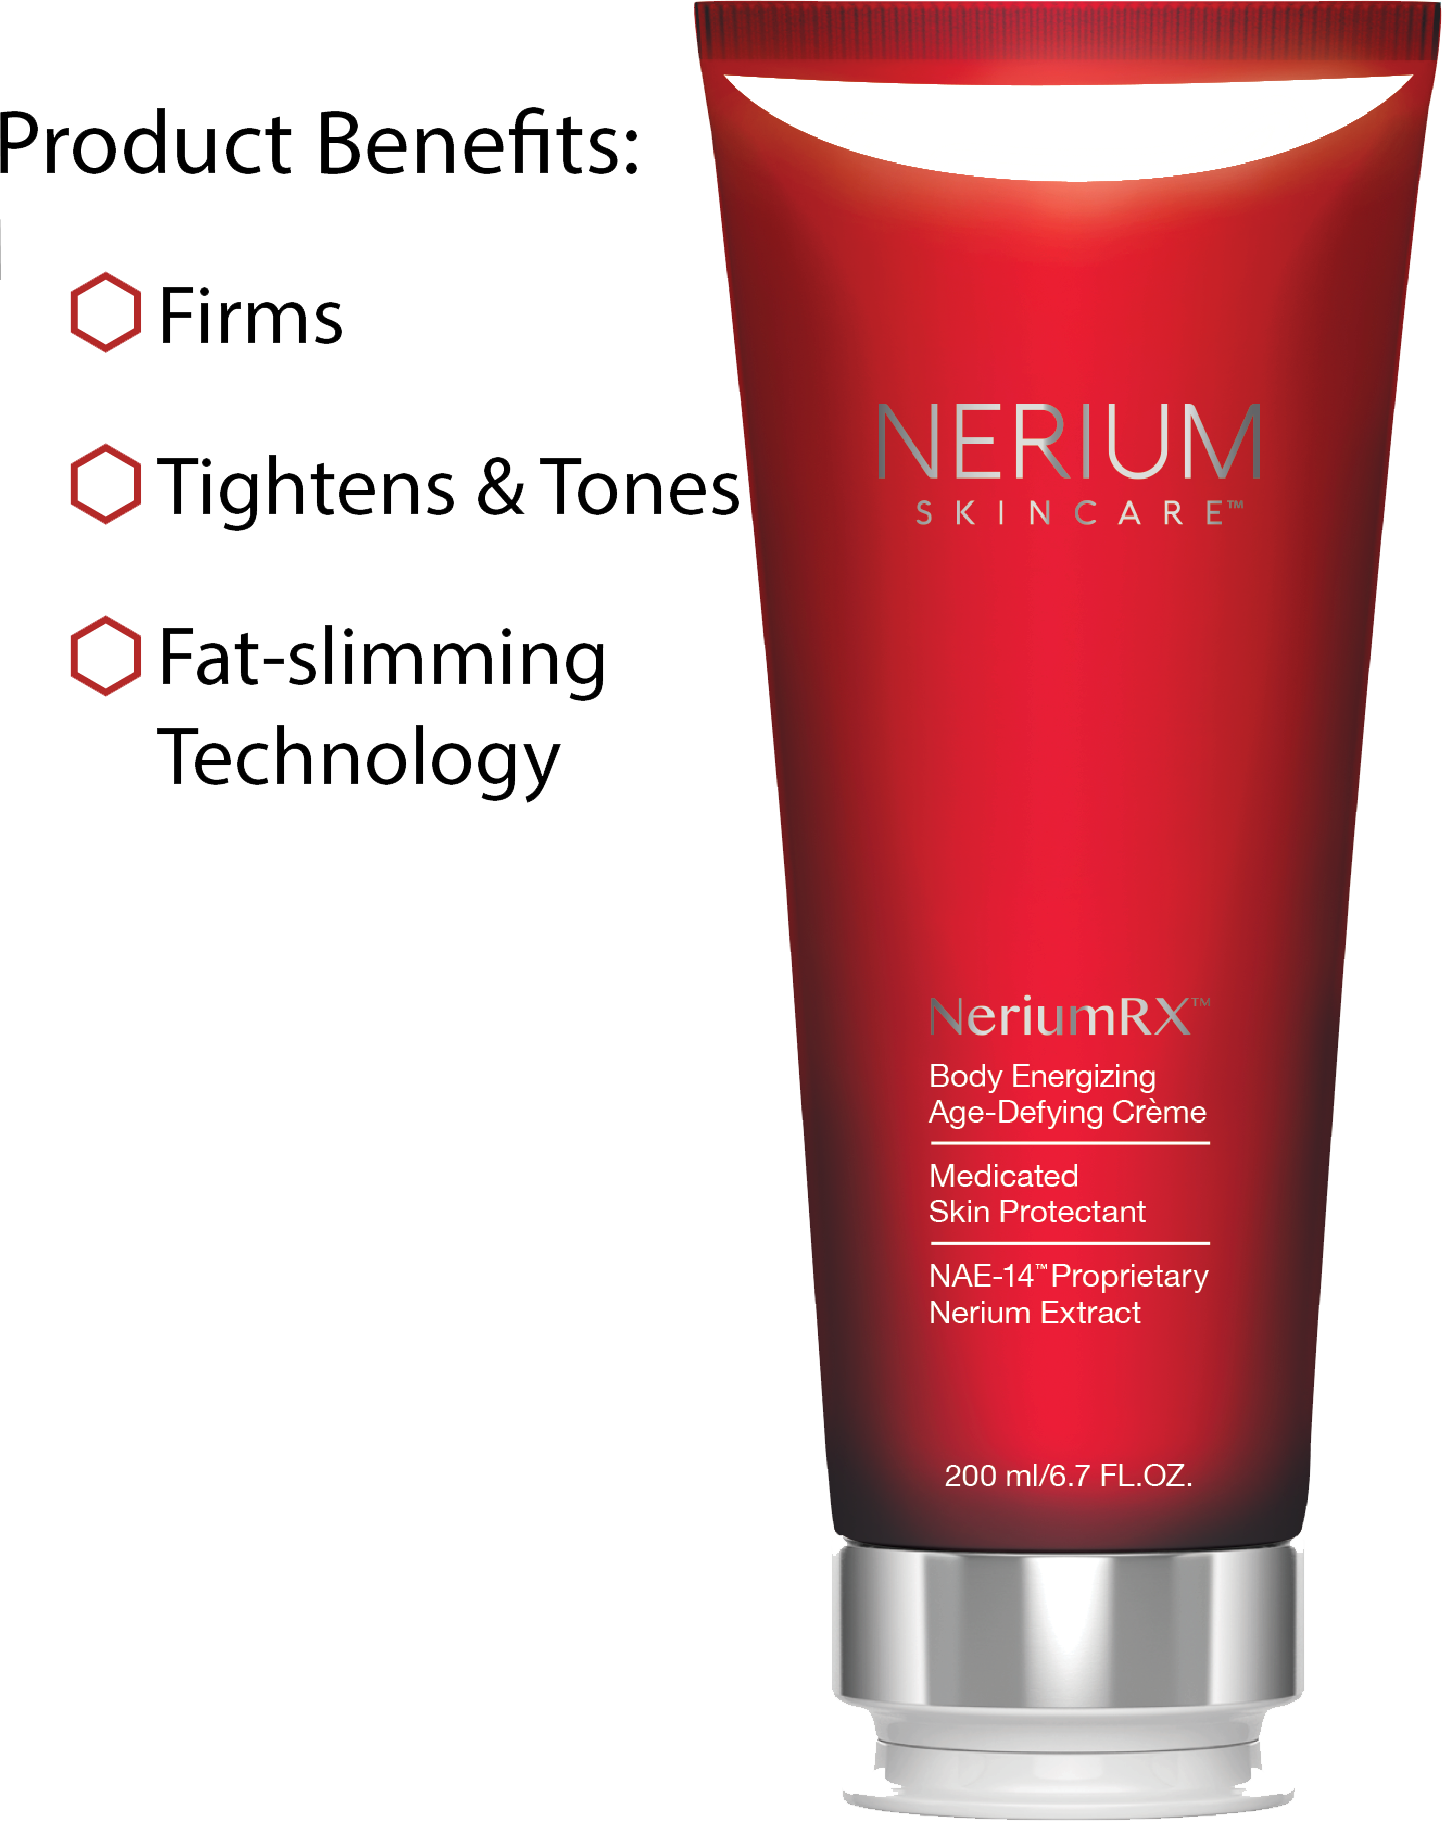 Product Benefits:
Firms
Tightens & Tones
Fat-slimming
Technology
NERIUM
SKINCARE™
NeriumRX™
Body Energizing
Age-Defying Crème
Medicated
Skin Protectant
NAE-14™ Proprietary
Nerium Extract
200 ml/6.7 FL.OZ.